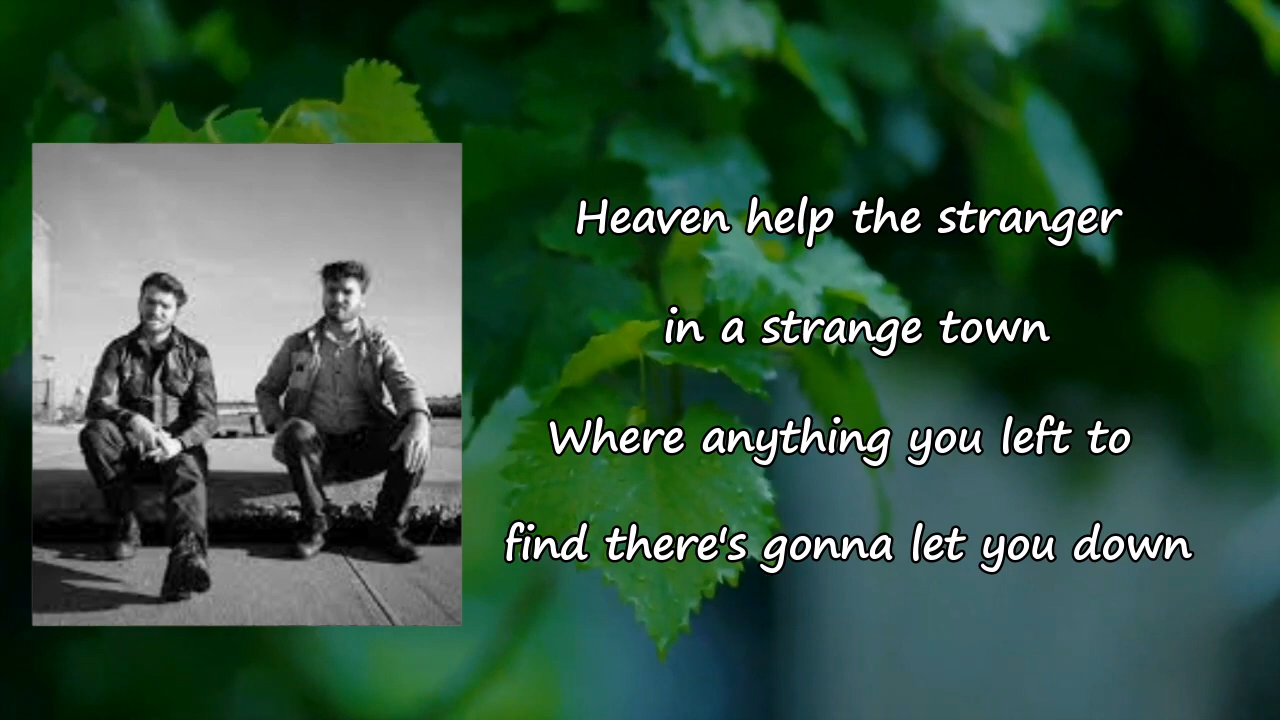 Heaven help the stranger
in a strange town
Where anything you left to
find there's gonna let you down